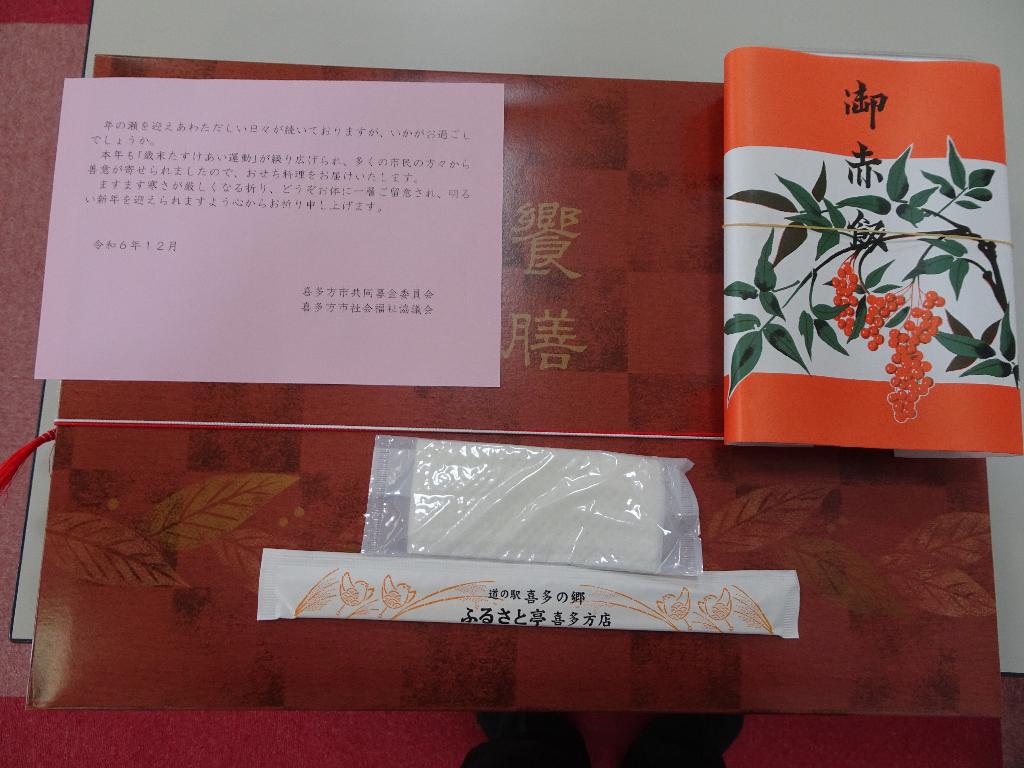 年の瀬を迎えあわただしい日々が続いておりますが、いかがお過ごし
でしょうか。
本年も「歳末たすけあい運動」が繰り広げられ、多くの市民の方々から
善意が寄せられましたので、おせち料理をお届けいたします。
ますます寒さが厳しくなる折り、どうぞお体に一層ご留意され、明る
い新年を迎えられますよう心からお祈り申し上げます。
令和６年１２月
喜多方市共同募金委員会
喜多方市社会福祉協議会
饗膳
御赤飯
道の駅 喜多の郷
ふるさと亭 喜多方店